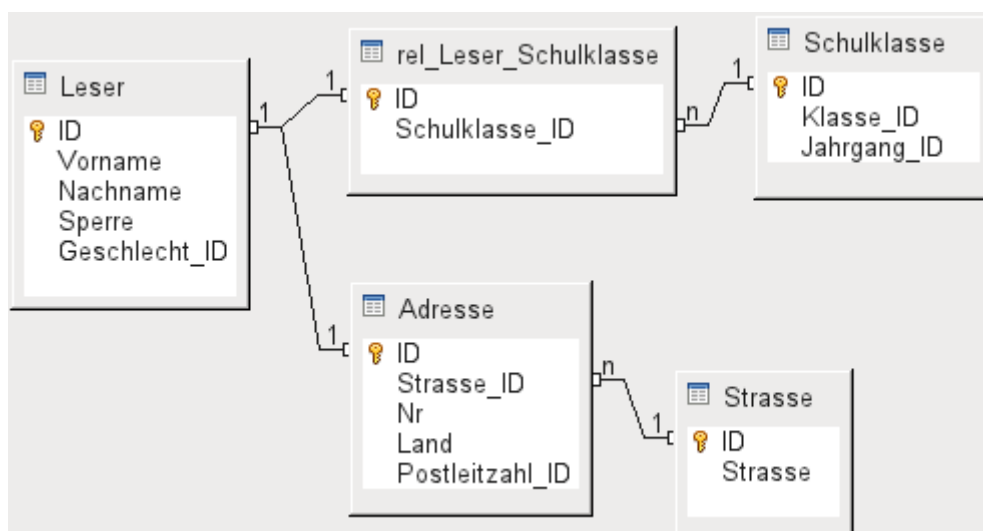 Leser
ID
Vorname
Nachname
Sperre
Geschlecht_ID
1
1
rel_Leser_Schulklasse
ID
Schulklasse_ID
n
1
Schulklasse
ID
Klasse_ID
Jahrgang_ID
1
Adresse
ID
Strasse_ID
Nr
Land
Postleitzahl_ID
n
1
Strasse
ID
Strasse